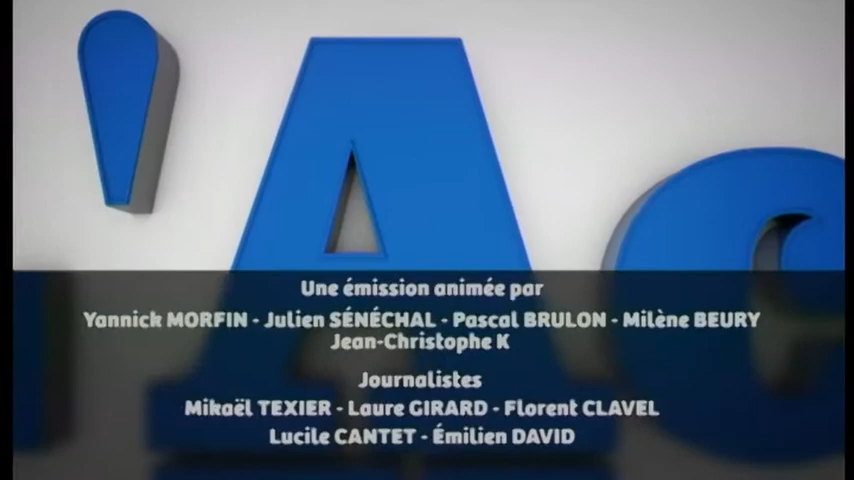 'Ac
Une émission animée par
Yannick MORFIN - Julien SÉNÉCHAL - Pascal BRULON - Milène BEURY
Jean-Christophe K
Journalistes
Mikaël TEXIER - Laure GIRARD - Florent CLAVEL
Lucile CANTET - Émilien DAVID